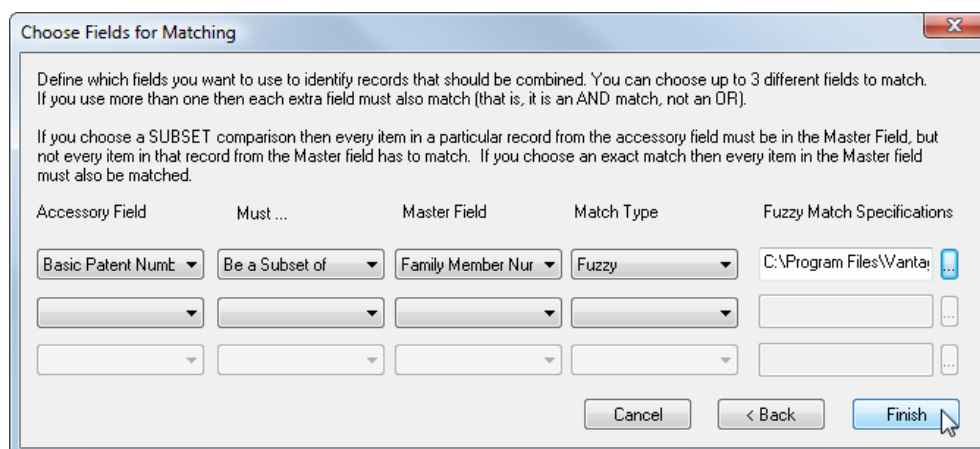 Choose Fields for Matching
Define which fields you want to use to identify records that should be combined. You can choose up to 3 different fields to match.
If you use more than one then each extra field must also match (that is, it is an AND match, not an OR).
If you choose a SUBSET comparison then every item in a particular record from the accessory field must be in the Master Field, but
not every item in that record from the Master field has to match. If you choose an exact match then every item in the Master field
must also be matched.
Accessory Field Must ... Master Field Match Type Fuzzy Match Specifications
Basic Patent Numb Be a Subset of Family Member Nur Fuzzy C:\Program Files\Vanta ...
...
...
Cancel < Back Finish